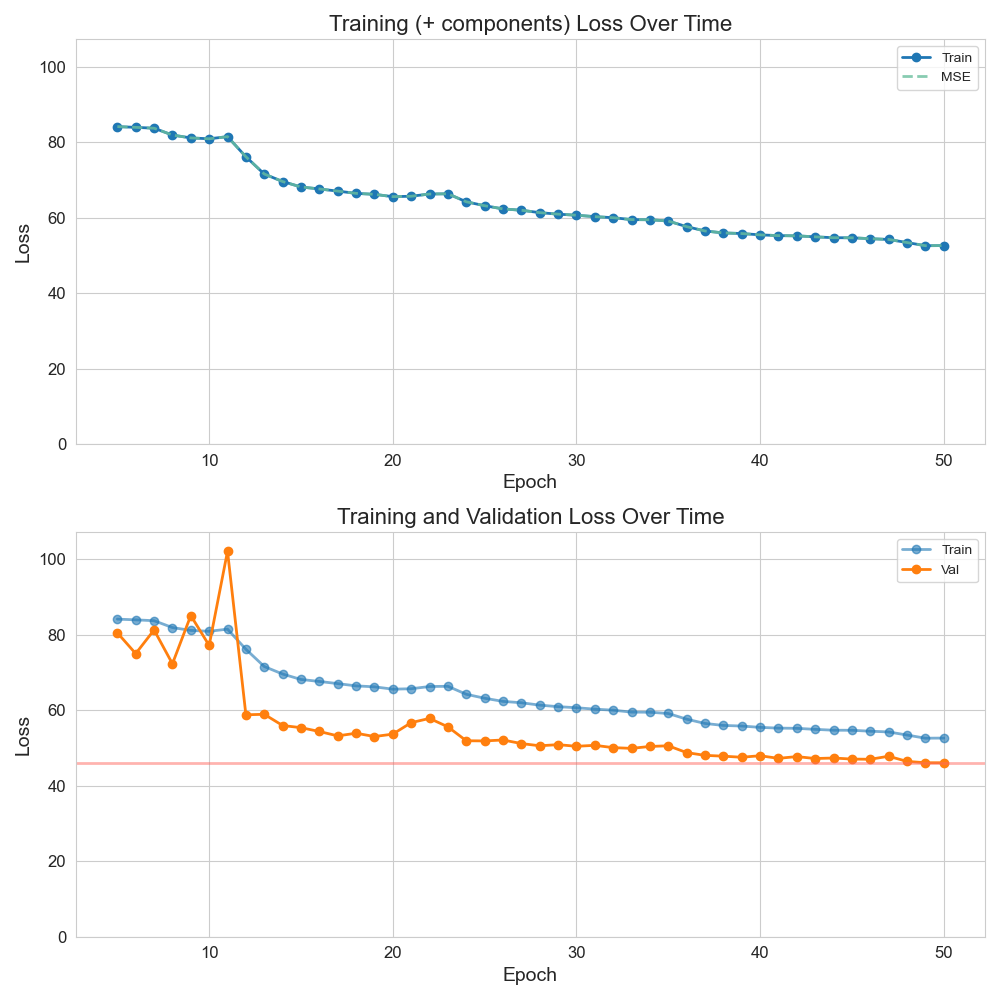 Training (+ components) Loss Over Time
Train
MSE
100
80
60
40
20
0
Loss
10 20 30 40 50
Epoch
Training and Validation Loss Over Time
Train
Val
100
80
60
40
20
0
Loss
10 20 30 40 50
Epoch